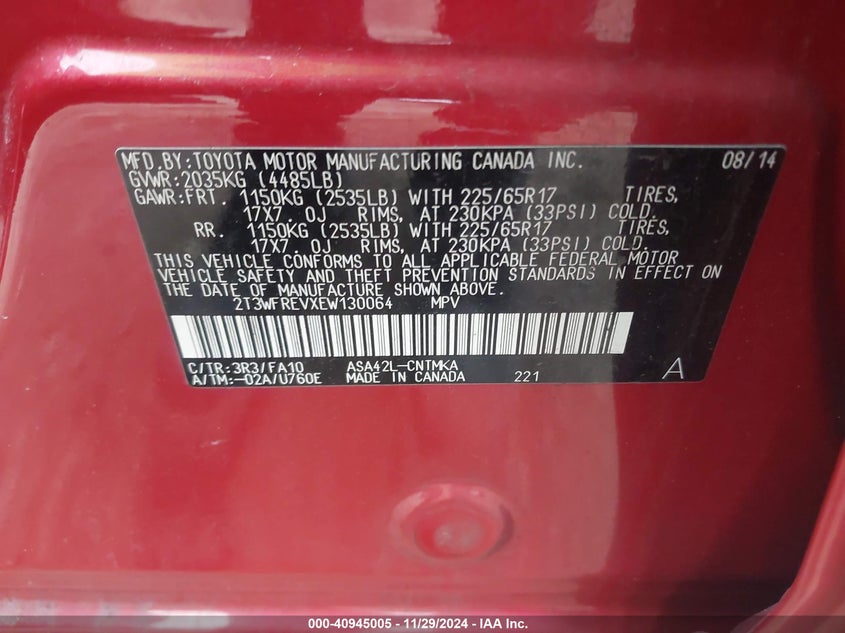 MFD.BY:TOYOTA MOTOR MANUFACTURING CANADA INC. 08/14
GVWR:2035KG (4485LB)
GAWR:FRT. 1150KG (2535LB) WITH 225/65R17 TIRES,
17X7.0J RIMS, AT 230KPA (33PSI) COLD.
RR. 1150KG (2535LB) WITH 225/65R17 TIRES,
17X7.0J RIMS, AT 230KPA (33PSI) COLD.
THIS VEHICLE CONFORMS TO ALL APPLICABLE FEDERAL MOTOR
VEHICLE SAFETY AND THEFT PREVENTION STANDARDS IN EFFECT ON
THE DATE OF MANUFACTURE SHOWN ABOVE.
2T3WFREVXEW130064 MPV
C/TR:3R3/FA10 ASA42L-CNTMKA
A/TM:-02A/U760E MADE IN CANADA 221 A
000-40945005 - 11/29/2024 - IAA Inc.